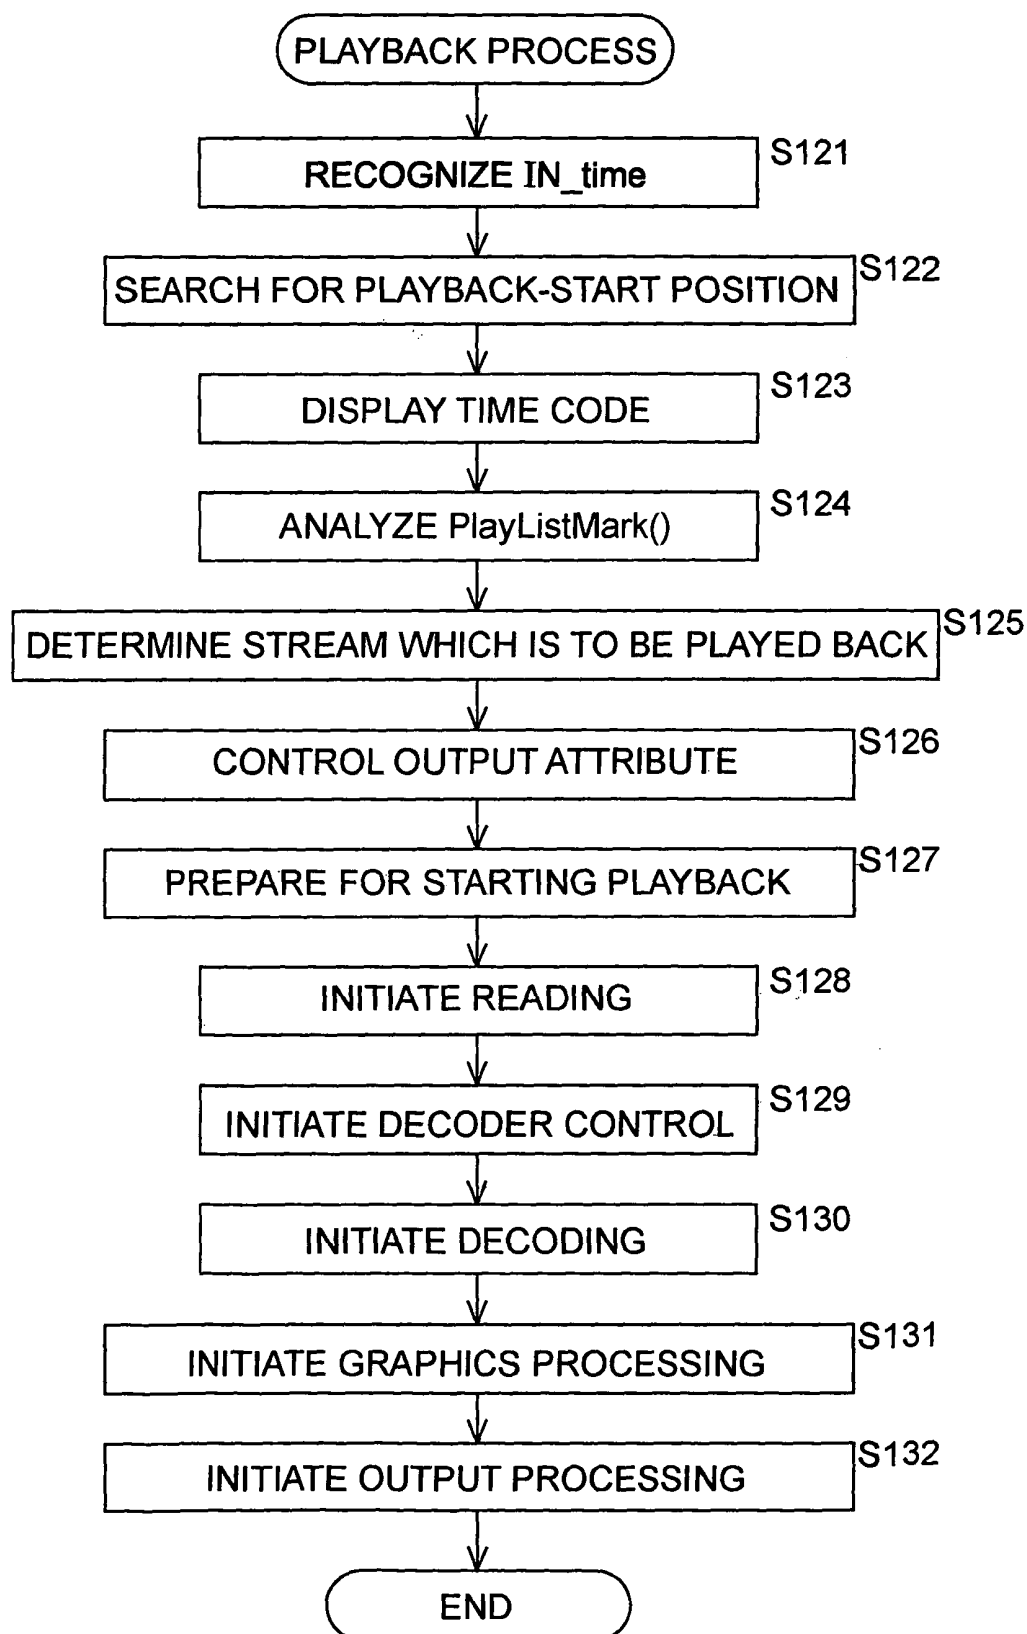 PLAYBACK PROCESS
S121
RECOGNIZE IN_time
S122
SEARCH FOR PLAYBACK-START POSITION
S123
DISPLAY TIME CODE
S124
ANALYZE PlayListMark()
S125
DETERMINE STREAM WHICH IS TO BE PLAYED BACK
S126
CONTROL OUTPUT ATTRIBUTE
S127
PREPARE FOR STARTING PLAYBACK
S128
INITIATE READING
S129
INITIATE DECODER CONTROL
S130
INITIATE DECODING
S131
INITIATE GRAPHICS PROCESSING
S132
INITIATE OUTPUT PROCESSING
END